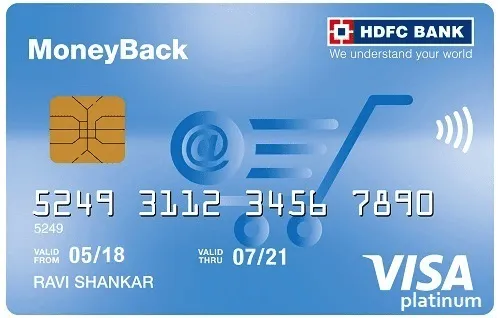 MoneyBack
HDFC BANK
We understand your world
@
5249 3112 3456 7890
5249
VALID FROM 05/18 VALID THRU 07/21
RAVI SHANKAR
VISA
platinum